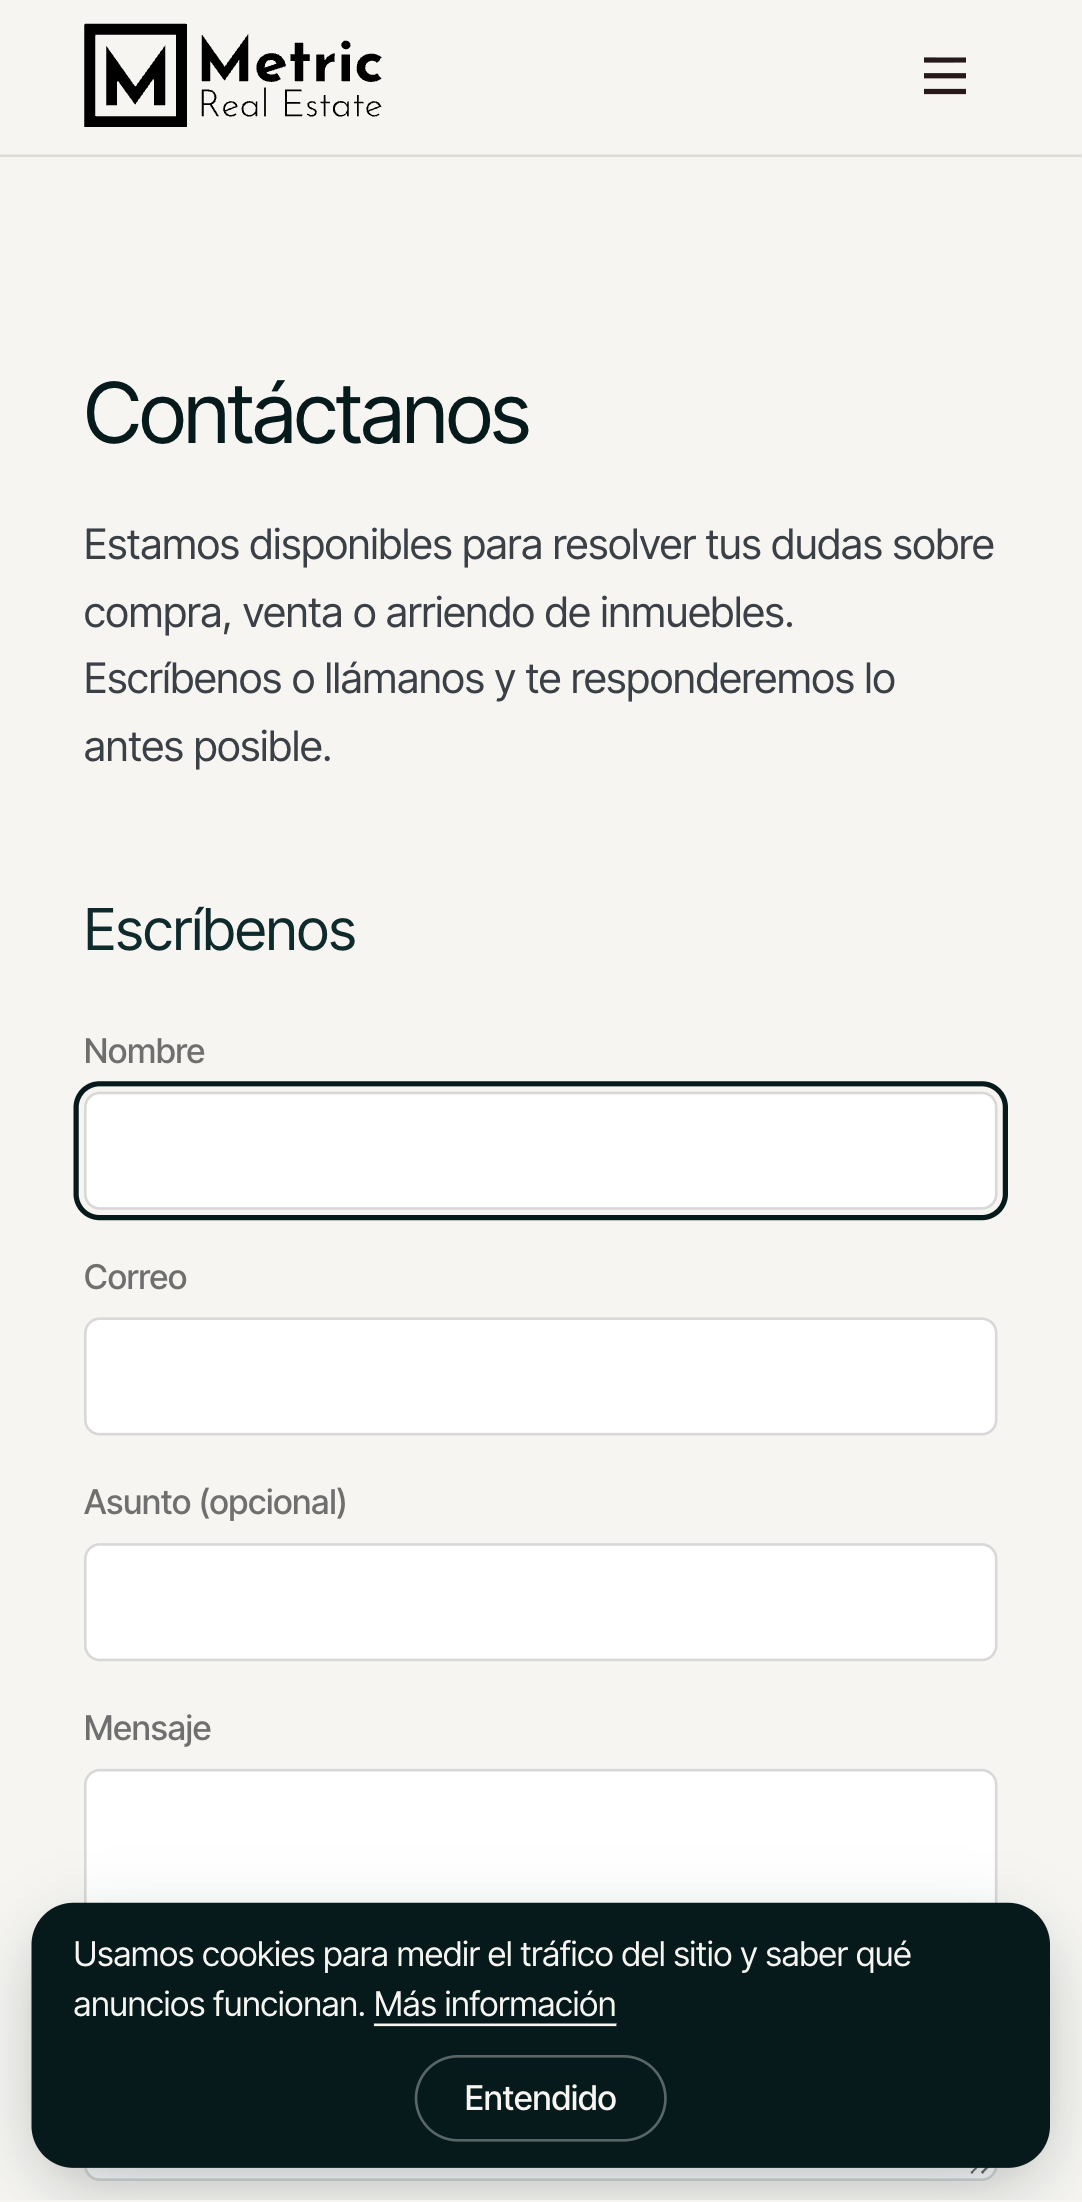 M Metric
Real Estate
Contáctanos
Estamos disponibles para resolver tus dudas sobre
compra, venta o arriendo de inmuebles.
Escríbenos o llámanos y te responderemos lo
antes posible.
Escríbenos
Nombre
Correo
Asunto (opcional)
Mensaje
Usamos cookies para medir el tráfico del sitio y saber qué
anuncios funcionan. Más información
Entendido